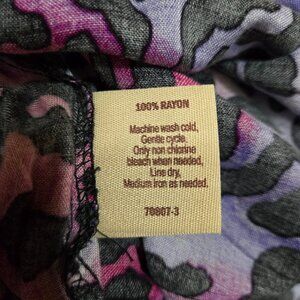 100% RAYON
Machine wash cold,
Gentle cycle.
Only non chlorine
bleach when needed,
Line dry,
Medium iron as needed.
70807-3